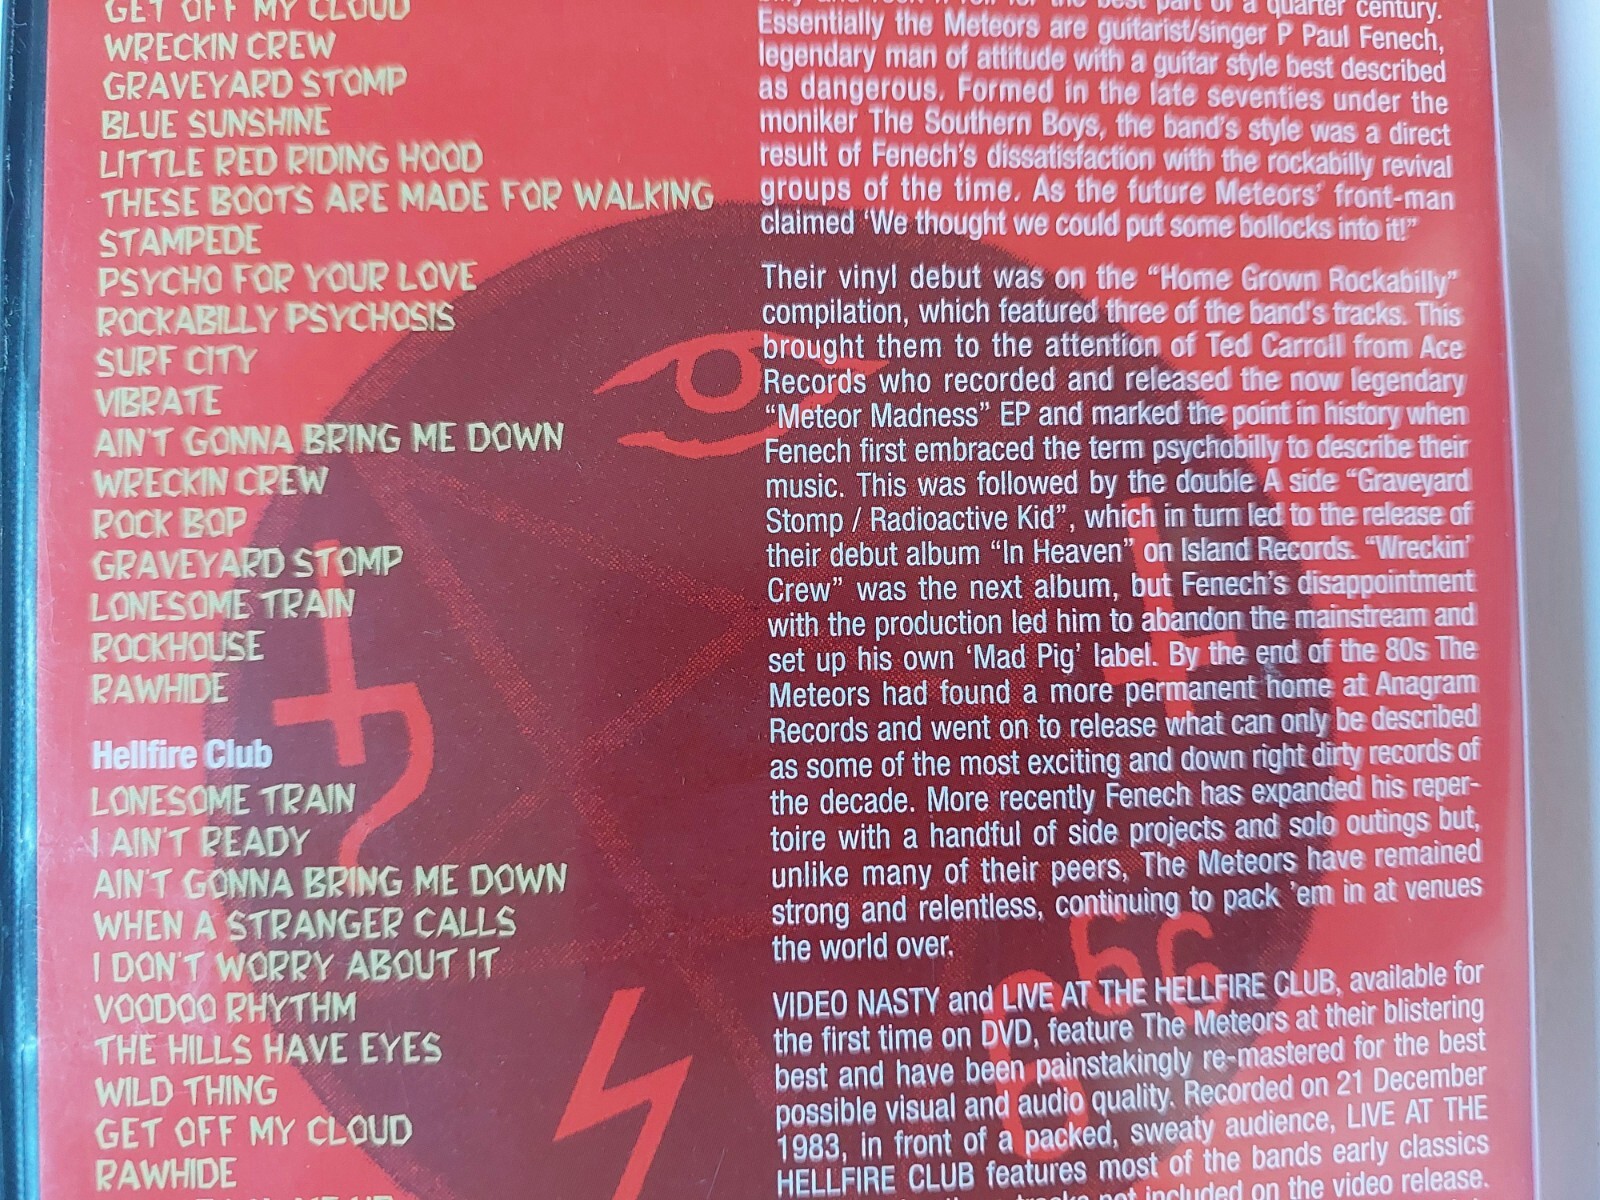 GET OFF MY CLOUD
WRECKIN CREW
GRAVEYARD STOMP
BLUE SUNSHINE
LITTLE RED RIDING HOOD
THESE BOOTS ARE MADE FOR WALKING
STAMPEDE
PSYCHO FOR YOUR LOVE
ROCKABILLY PSYCHOSIS
SURF CITY
VIBRATE
AIN'T GONNA BRING ME DOWN
WRECKIN CREW
ROCK BOP
GRAVEYARD STOMP
LONESOME TRAIN
ROCKHOUSE
RAWHIDE
Hellfire Club
LONESOME TRAIN
I AIN'T READY
AIN'T GONNA BRING ME DOWN
WHEN A STRANGER CALLS
I DON'T WORRY ABOUT IT
VOODOO RHYTHM
THE HILLS HAVE EYES
WILD THING
GET OFF MY CLOUD
RAWHIDE
the best part of a quarter century.
Essentially the Meteors are guitarist/singer P Paul Fenech,
legendary man of attitude with a guitar style best described
as dangerous. Formed in the late seventies under the
moniker The Southern Boys, the band's style was a direct
result of Fenech's dissatisfaction with the rockabilly revival
groups of the time. As the future Meteors' front-man
claimed 'We thought we could put some bollocks into it!"
Their vinyl debut was on the "Home Grown Rockabilly"
compilation, which featured three of the band's tracks. This
brought them to the attention of Ted Carroll from Ace
Records who recorded and released the now legendary
"Meteor Madness" EP and marked the point in history when
Fenech first embraced the term psychobilly to describe their
music. This was followed by the double A side "Graveyard
Stomp / Radioactive Kid", which in turn led to the release of
their debut album "In Heaven" on Island Records. "Wreckin'
Crew" was the next album, but Fenech's disappointment
with the production led him to abandon the mainstream and
set up his own 'Mad Pig' label. By the end of the 80s The
Meteors had found a more permanent home at Anagram
Records and went on to release what can only be described
as some of the most exciting and down right dirty records of
the decade. More recently Fenech has expanded his reper-
toire with a handful of side projects and solo outings but,
unlike many of their peers, The Meteors have remained
strong and relentless, continuing to pack 'em in at venues
the world over.
VIDEO NASTY and LIVE AT THE HELLFIRE CLUB, available for
the first time on DVD, feature The Meteors at their blistering
best and have been painstakingly re-mastered for the best
possible visual and audio quality. Recorded on 21 December
1983, in front of a packed, sweaty audience, LIVE AT THE
HELLFIRE CLUB features most of the bands early classics
tracks not included on the video release.
666